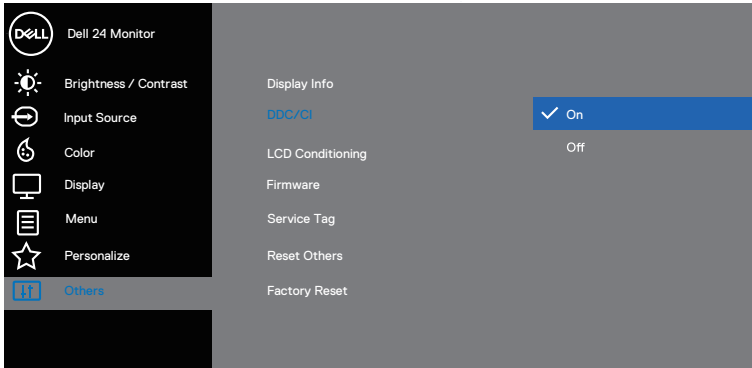 DELL
Dell 24 Monitor
Brightness / Contrast
Input Source
Color
Display
Menu
Personalize
Others
Display Info
DDC/CI
LCD Conditioning
Firmware
Service Tag
Reset Others
Factory Reset
On
Off